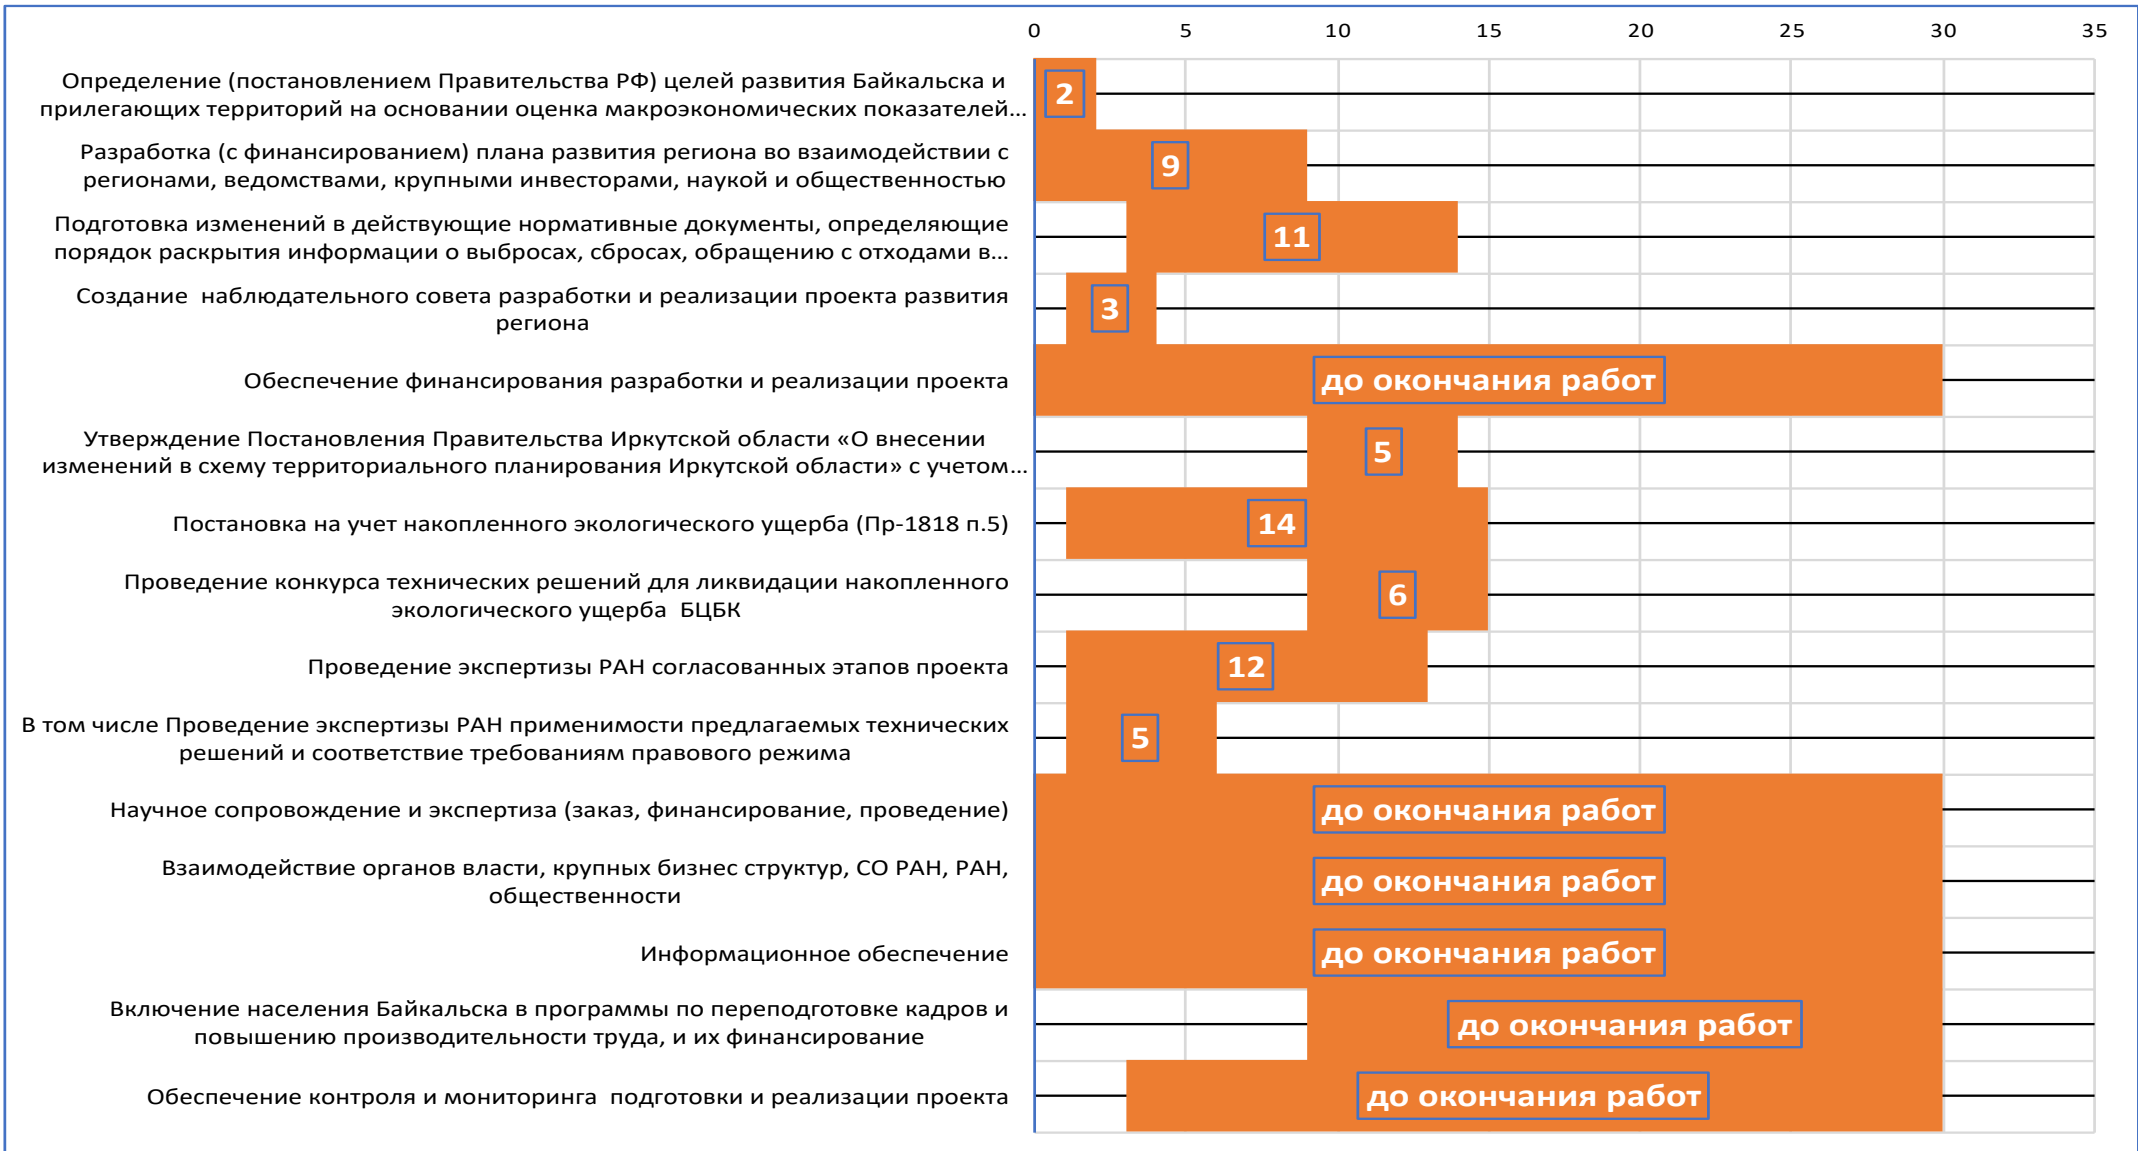 0 5 10 15 20 25 30 35
Определение (постановлением Правительства РФ) целей развития Байкальска и
прилегающих территорий на основании оценка макроэкономических показателей...
2
Разработка (с финансированием) плана развития региона во взаимодействии с
регионами, ведомствами, крупными инвесторами, наукой и общественностью
9
Подготовка изменений в действующие нормативные документы, определяющие
порядок раскрытия информации о выбросах, сбросах, обращению с отходами в...
11
Создание  наблюдательного совета разработки и реализации проекта развития
региона
3
Обеспечение финансирования разработки и реализации проекта
до окончания работ
Утверждение Постановления Правительства Иркутской области «О внесении
изменений в схему территориального планирования Иркутской области» с учетом...
5
Постановка на учет накопленного экологического ущерба (Пр-1818 п.5)
14
Проведение конкурса технических решений для ликвидации накопленного
экологического ущерба  БЦБК
6
Проведение экспертизы РАН согласованных этапов проекта
12
В том числе Проведение экспертизы РАН применимости предлагаемых технических
решений и соответствие требованиям правового режима
5
Научное сопровождение и экспертиза (заказ, финансирование, проведение)
до окончания работ
Взаимодействие органов власти, крупных бизнес структур, СО РАН, РАН,
общественности
до окончания работ
Информационное обеспечение
до окончания работ
Включение населения Байкальска в программы по переподготовке кадров и
повышению производительности труда, и их финансирование
до окончания работ
Обеспечение контроля и мониторинга  подготовки и реализации проекта
до окончания работ